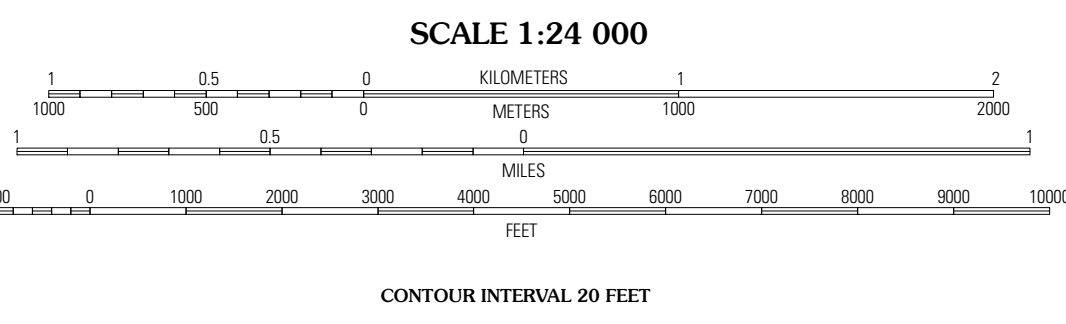 SCALE 1:24 000
1 0.5 0 KILOMETERS 1 2
1000 500 0 METERS 1000 2000
1 0.5 0 1
MILES
0 1000 2000 3000 4000 5000 6000 7000 8000 9000 10000
FEET
CONTOUR INTERVAL 20 FEET